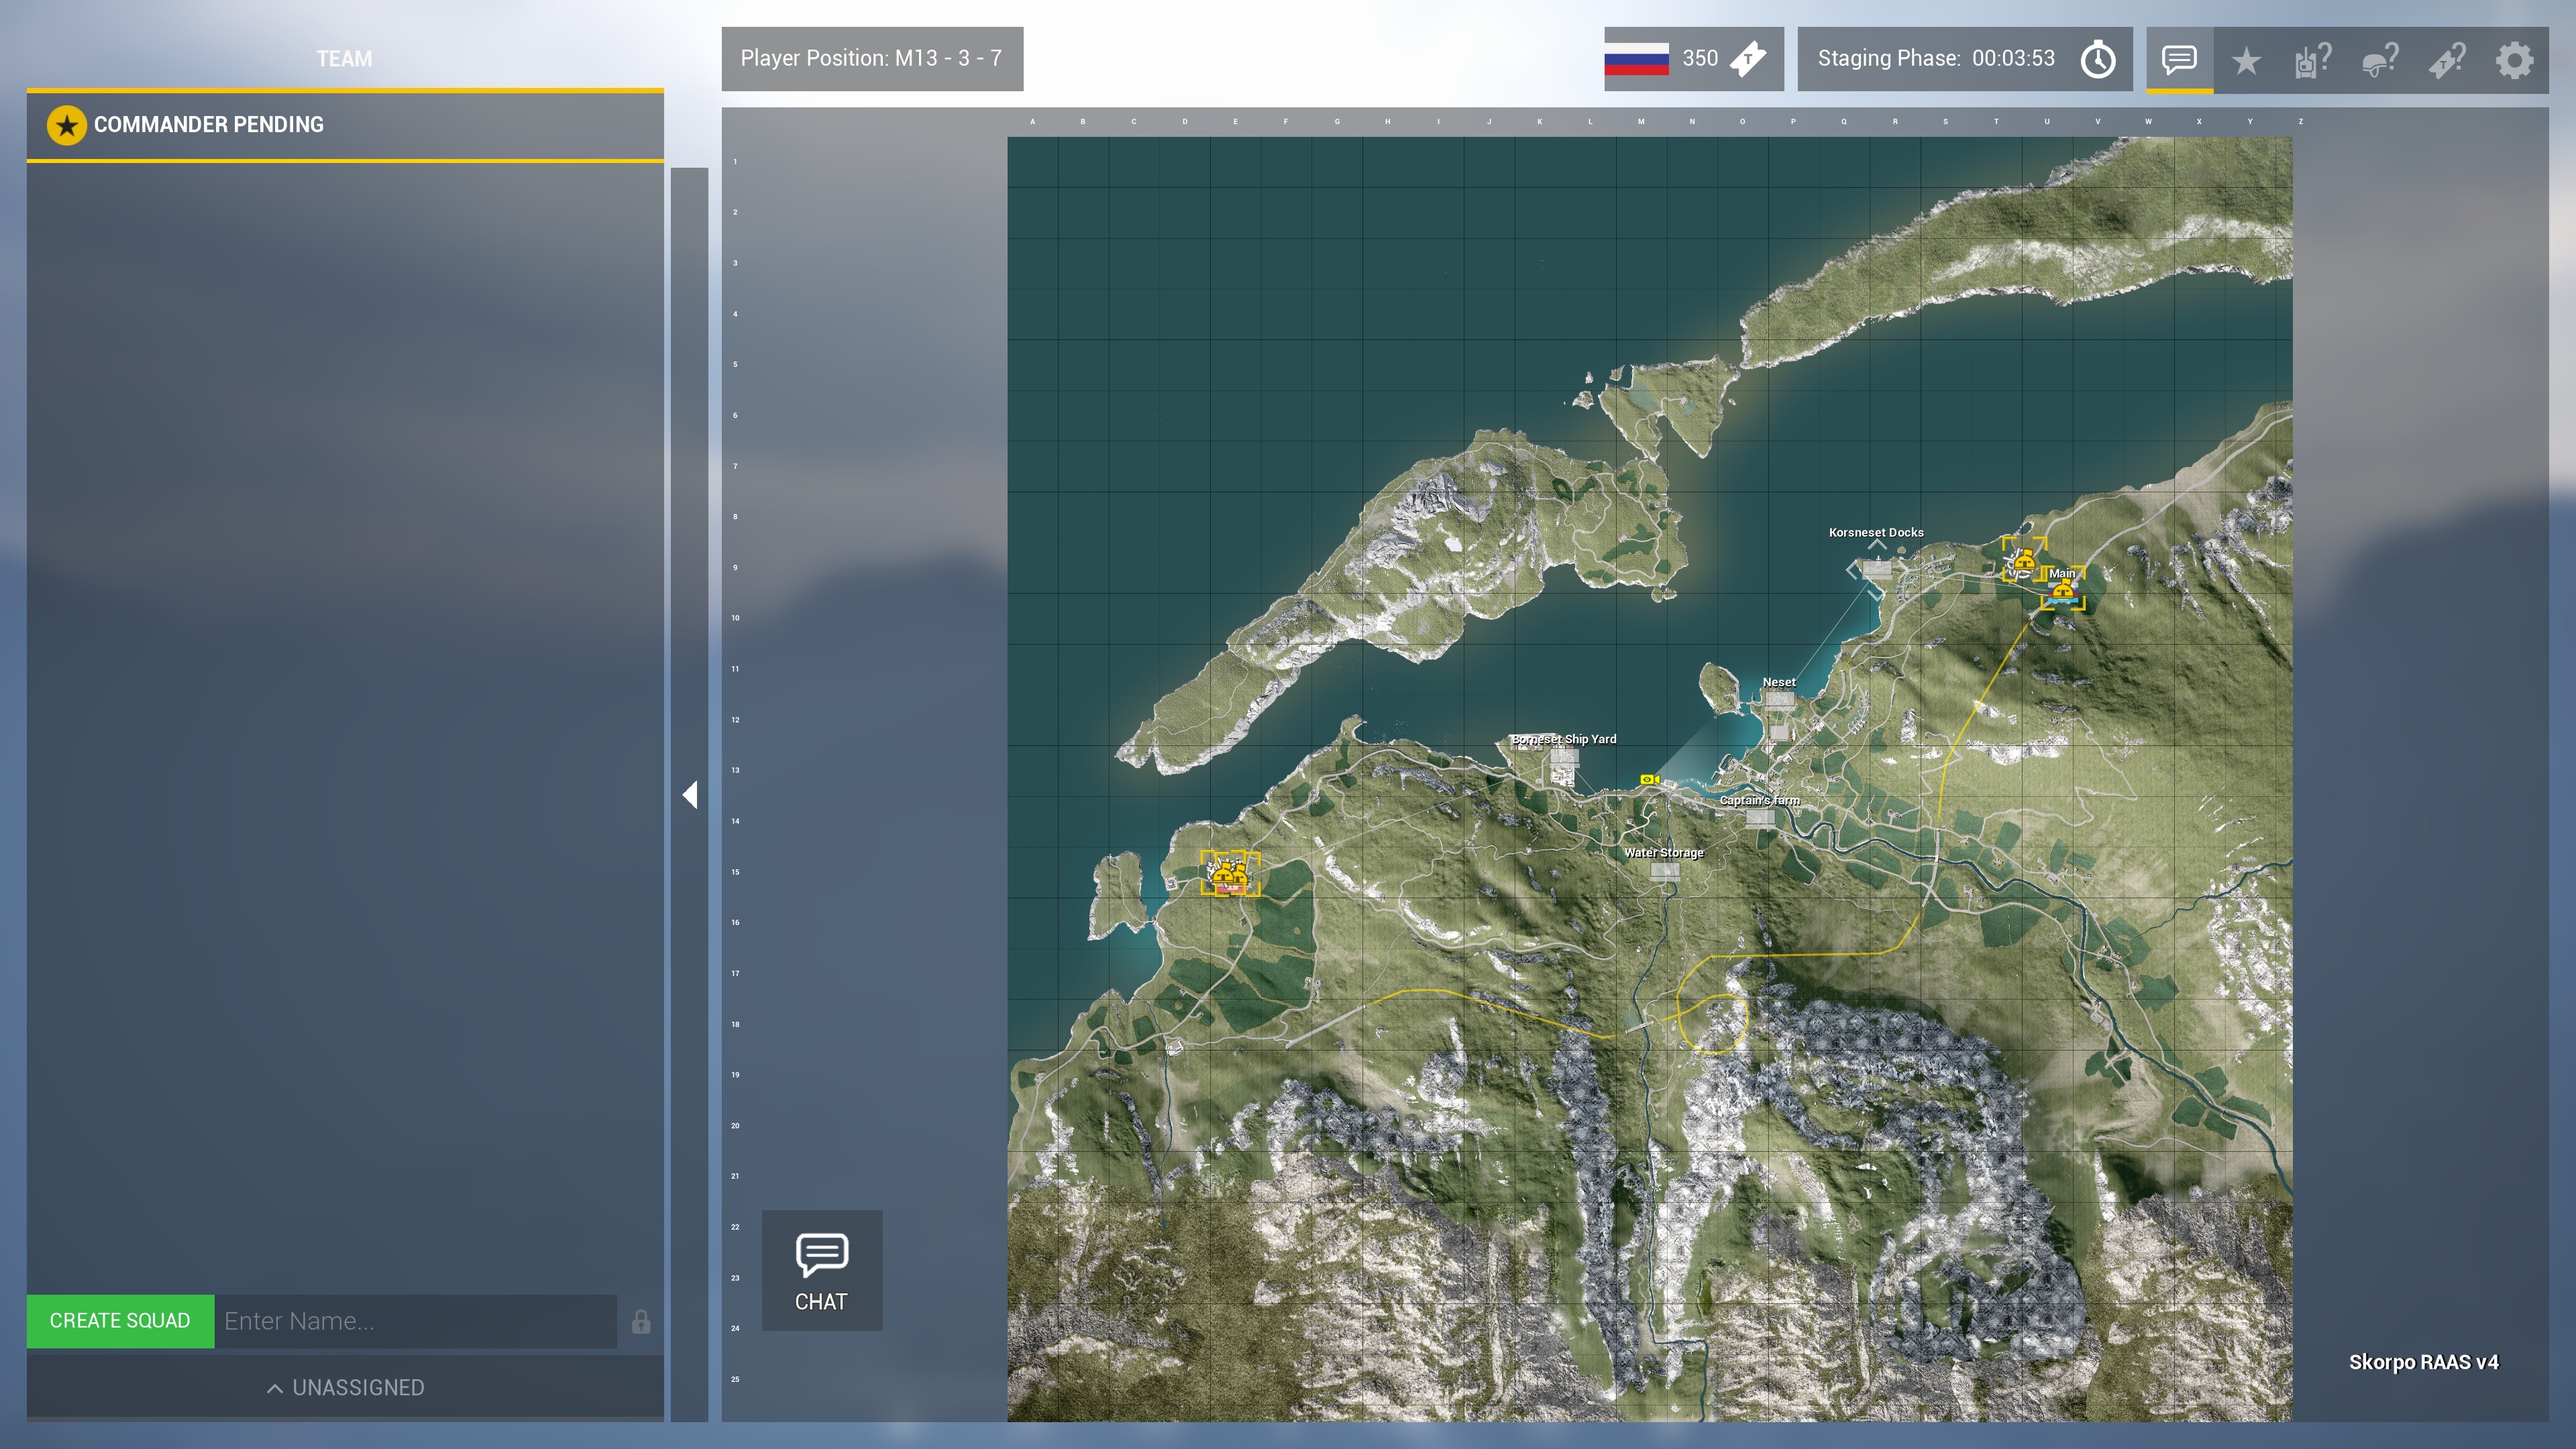 TEAM
Player Position: M13 - 3 - 7
350
T
Staging Phase: 00:03:53
?
?
T?
COMMANDER PENDING
A B C D E F G H I J K L M N O P Q R S T U V W X Y Z
1
2
3
4
5
6
7
8
9
10
11
12
13
14
15
16
17
18
19
20
21
22
23
24
25
Korsneset Docks
Main
Neset
Borneset Ship Yard
Captain's farm
Water Storage
CHAT
CREATE SQUAD
Enter Name...
UNASSIGNED
Skorpo RAAS v4